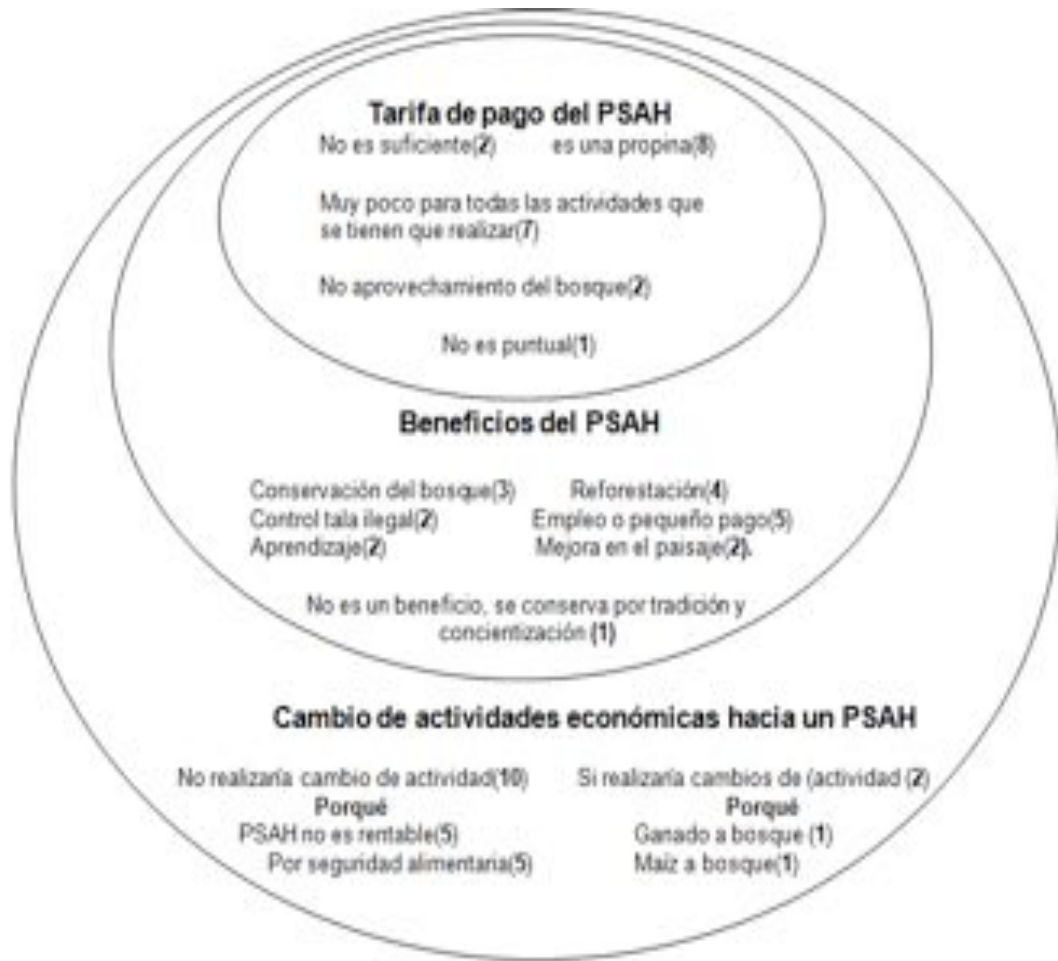 Tarifa de pago del PSAH
No es suficiente(2) es una propina(8)
Muy poco para todas las actividades que
se tienen que realizar(7)
No aprovechamiento del bosque(2)
No es puntual(1)
Beneficios del PSAH
Conservación del bosque(3) Reforestación(4)
Control tala ilegal(2) Empleo o pequeño pago(5)
Aprendizaje(2) Mejora en el paisaje(2).
No es un beneficio, se conserva por tradición y
concientización (1)
Cambio de actividades económicas hacia un PSAH
No realizaría cambio de actividad(10) Si realizaría cambios de (actividad (2)
Porqué Porqué
PSAH no es rentable(5) Ganado a bosque (1)
Por seguridad alimentaria(5) Maíz a bosque(1)